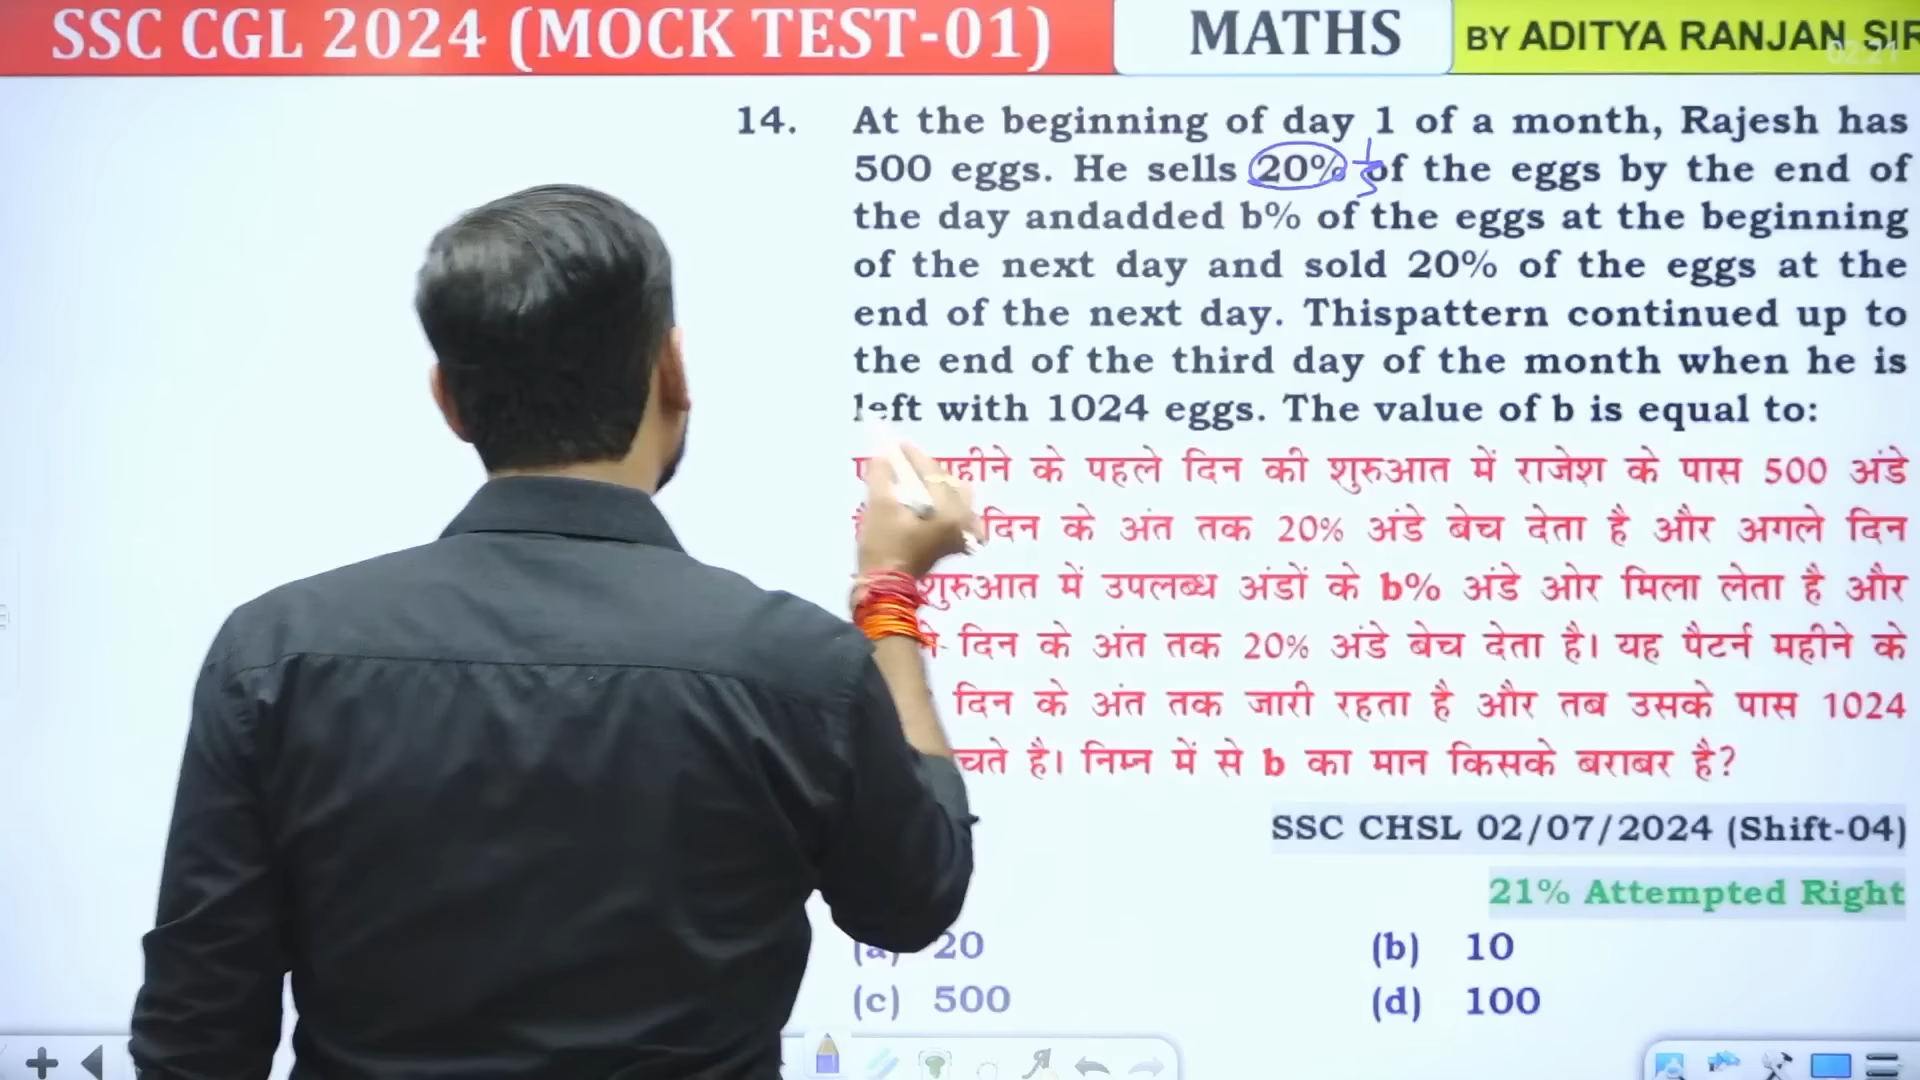 SSC CGL 2024 (MOCK TEST-01)
MATHS
BY ADITYA RANJAN SIR
02:21
14. At the beginning of day 1 of a month, Rajesh has
500 eggs. He sells 20% 1/5 of the eggs by the end of
the day andadded b% of the eggs at the beginning
of the next day and sold 20% of the eggs at the
end of the next day. Thispattern continued up to
the end of the third day of the month when he is
left with 1024 eggs. The value of b is equal to:
महीने के पहले दिन की शुरुआत में राजेश के पास 500 अंडे
दिन के अंत तक 20% अंडे बेच देता है और अगले दिन
शुरुआत में उपलब्ध अंडों के b% अंडे ओर मिला लेता है और
दिन के अंत तक 20% अंडे बेच देता है। यह पैटर्न महीने के
दिन के अंत तक जारी रहता है और तब उसके पास 1024
है। निम्न में से b का मान किसके बराबर है?
SSC CHSL 02/07/2024 (Shift-04)
21% Attempted Right
(a) 20 (b) 10
(c) 500 (d) 100